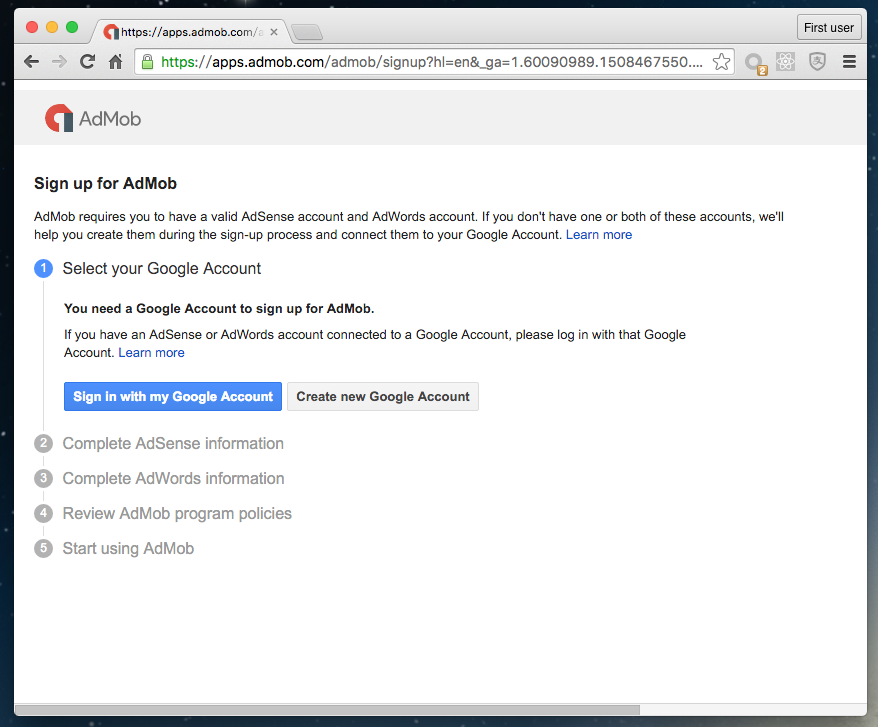 https://apps.admob.com/a
First user
https://apps.admob.com/admob/signup?hl=en&_ga=1.60090989.1508467550....
2
AdMob
Sign up for AdMob
AdMob requires you to have a valid AdSense account and AdWords account. If you don't have one or both of these accounts, we'll
help you create them during the sign-up process and connect them to your Google Account. Learn more
1 Select your Google Account
You need a Google Account to sign up for AdMob.
If you have an AdSense or AdWords account connected to a Google Account, please log in with that Google
Account. Learn more
Sign in with my Google Account Create new Google Account
2 Complete AdSense information
3 Complete AdWords information
4 Review AdMob program policies
5 Start using AdMob